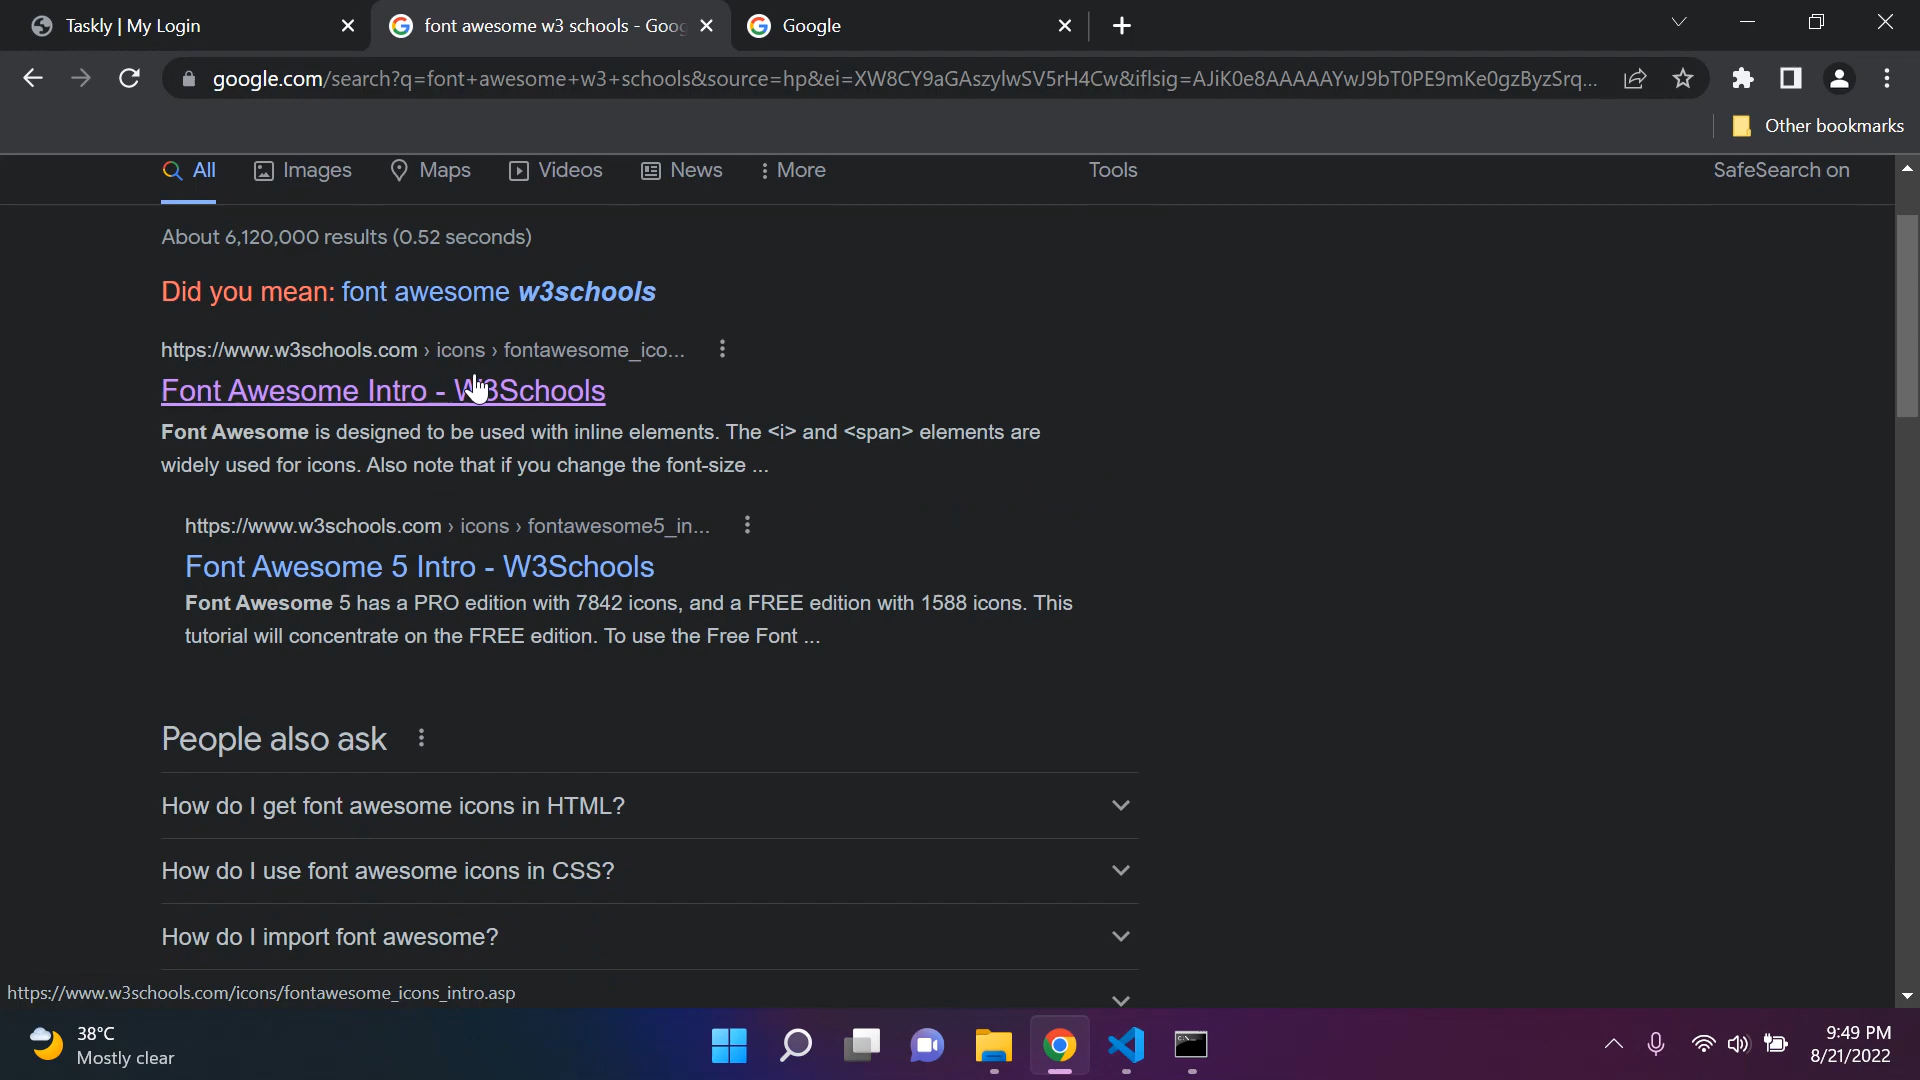 Taskly | My Login
font awesome w3 schools - Goog
Google
google.com/search?q=font+awesome+w3+schools&source=hp&ei=XW8CY9aGAszylwSV5rH4Cw&iflsig=AJiK0e8AAAAAYwJ9bT0PE9mKe0gzByzSrq...
Other bookmarks
All
Images
Maps
Videos
News
More
Tools
SafeSearch on
About 6,120,000 results (0.52 seconds)
Did you mean: font awesome w3schools
https://www.w3schools.com › icons › fontawesome_ico...
Font Awesome Intro - W3Schools
Font Awesome is designed to be used with inline elements. The <i> and <span> elements are
widely used for icons. Also note that if you change the font-size ...
https://www.w3schools.com › icons › fontawesome5_in...
Font Awesome 5 Intro - W3Schools
Font Awesome 5 has a PRO edition with 7842 icons, and a FREE edition with 1588 icons. This
tutorial will concentrate on the FREE edition. To use the Free Font ...
People also ask
How do I get font awesome icons in HTML?
How do I use font awesome icons in CSS?
How do I import font awesome?
https://www.w3schools.com/icons/fontawesome_icons_intro.asp
38°C
Mostly clear
9:49 PM
8/21/2022